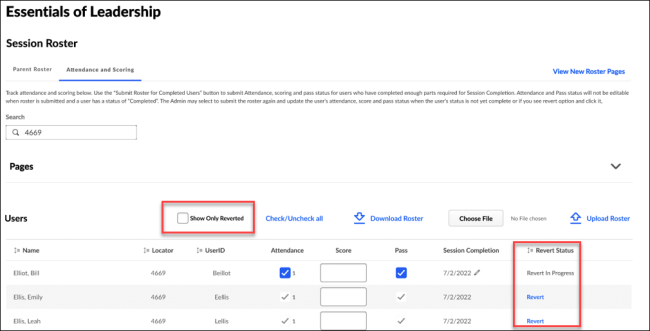 Essentials of Leadership
Session Roster
Parent Roster Attendance and Scoring View New Roster Pages
Track attendance and scoring below. Use the "Submit Roster for Completed Users" button to submit Attendance, scoring and pass status for users who have completed enough parts required for Session Completion. Attendance and Pass status will not be editable
when roster is submitted and a user has a status of "Completed". The Admin may select to submit the roster again and update the user's attendance, score and pass status when the user's status is not yet complete or if you see revert option and click it.
Search
4669
Pages
Users Show Only Reverted Check/Uncheck all Download Roster Choose File No File chosen Upload Roster
Name Locator UserID Attendance Score Pass Session Completion Revert Status
Elliot, Bill 4669 Beillot 1 7/2/2022 Revert In Progress
Ellis, Emily 4669 Eellis 1 7/2/2022 Revert
Ellis, Leah 4669 Lellis 1 7/2/2022 Revert